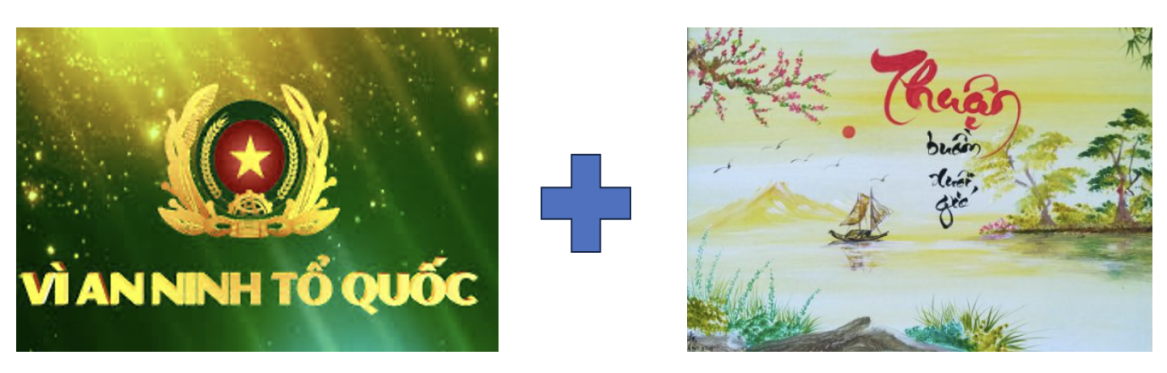 VÌ AN NINH TỔ QUỐC
Thuận
buồm
xuôi
gió